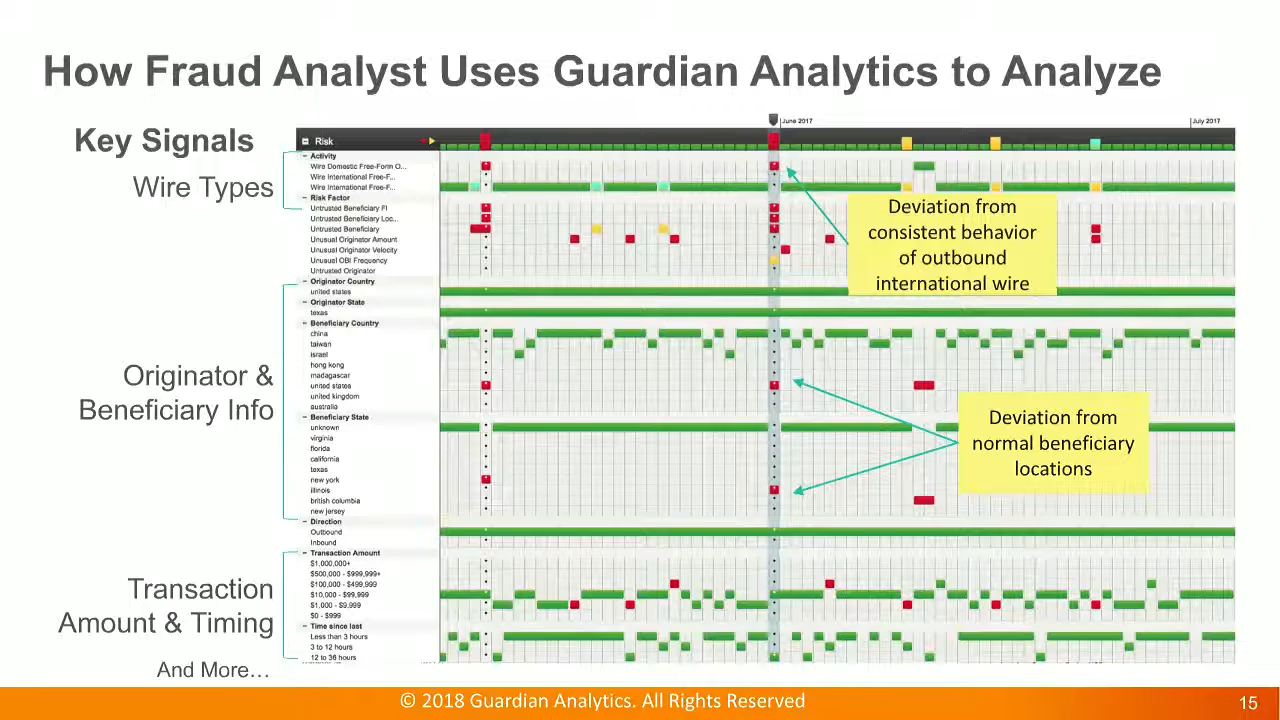 How Fraud Analyst Uses Guardian Analytics to Analyze
Key Signals
Wire Types
Originator &
Beneficiary Info
Transaction
Amount & Timing
And More…
June 2017
July 2017
Risk
Activity
Wire Domestic Free-Form O...
Wire International Free-F...
Wire International Free-F...
Risk Factor
Untrusted Beneficiary FI
Untrusted Beneficiary Loc...
Untrusted Beneficiary
Unusual Originator Amount
Unusual Originator Velocity
Unusual OBI Frequency
Untrusted Originator
Originator Country
united states
Originator State
texas
Beneficiary Country
china
taiwan
israel
hong kong
madagascar
united states
united kingdom
australia
Beneficiary State
unknown
virginia
florida
california
texas
new york
illinois
british columbia
new jersey
Direction
Outbound
Inbound
Transaction Amount
$1,000,000+
$500,000 - $999,999+
$100,000 - $499,999
$10,000 - $99,999
$1,000 - $9,999
$0 - $999
Time since last
Less than 3 hours
3 to 12 hours
12 to 36 hours
Deviation from
consistent behavior
of outbound
international wire
Deviation from
normal beneficiary
locations
© 2018 Guardian Analytics. All Rights Reserved
15